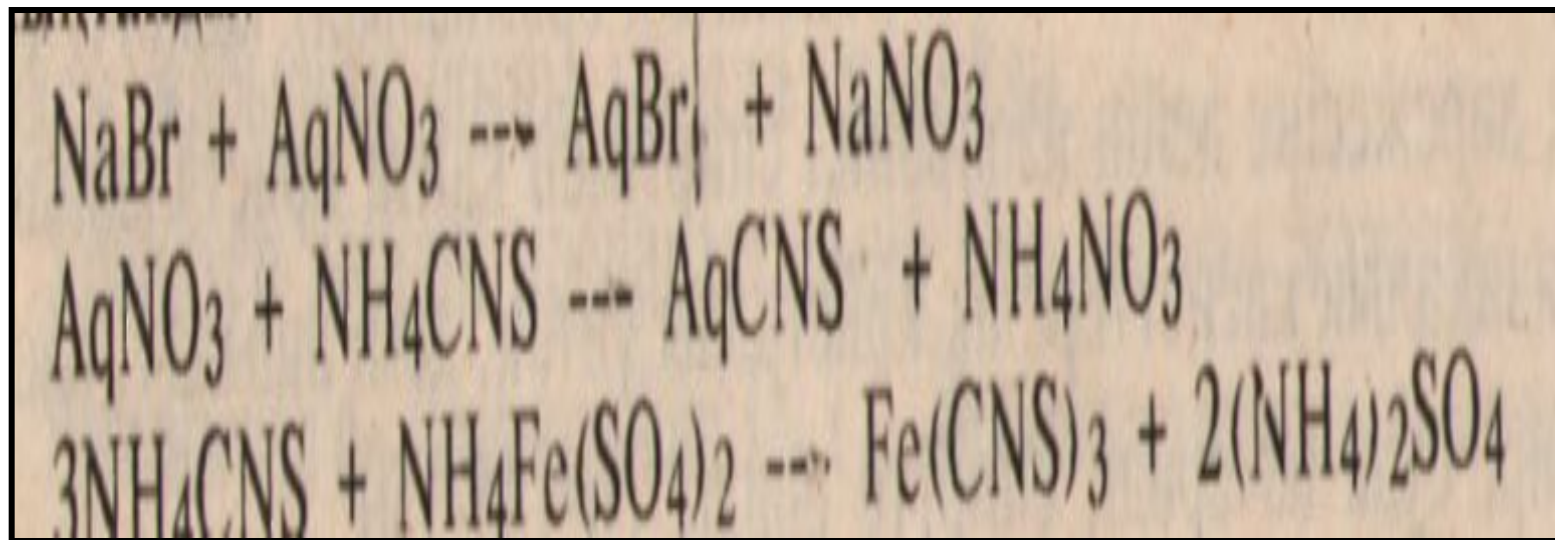 NaBr + AqNO3 --→ AqBr↓ + NaNO3
AqNO3 + NH4CNS --- AqCNS + NH4NO3
3NH4CNS + NH4Fe(SO4)2 --→ Fe(CNS)3 + 2(NH4)2SO4